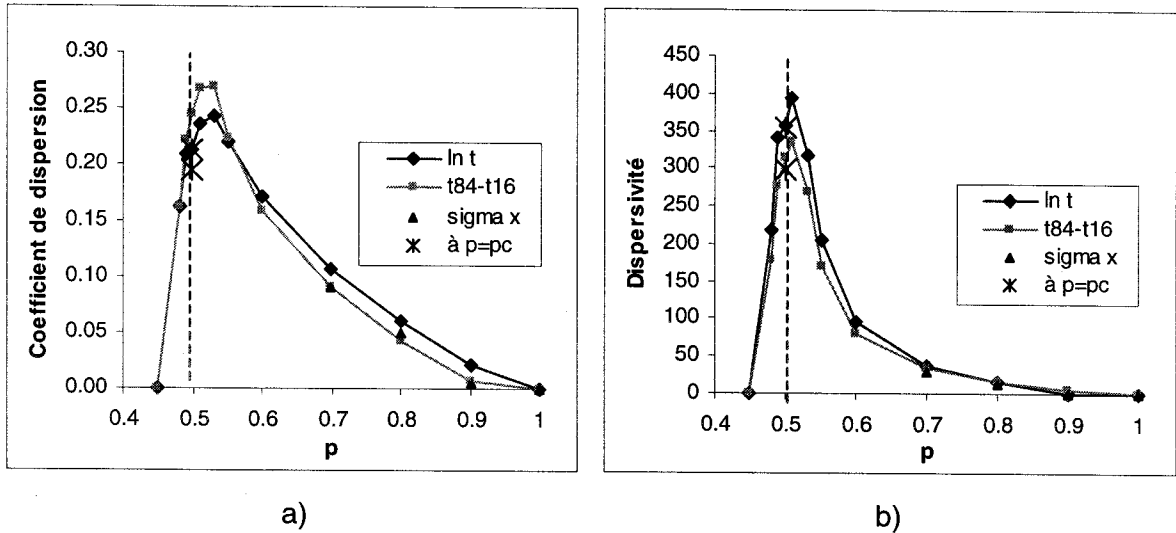 Coefficient de dispersion
0.30
0.25
0.20
0.15
0.10
0.05
0.00
0.4 0.5 0.6 0.7 0.8 0.9 1
p
ln t
t84-t16
sigma x
à p=pc
a)
Dispersivité
450
400
350
300
250
200
150
100
50
0
0.4 0.5 0.6 0.7 0.8 0.9 1
p
ln t
t84-t16
sigma x
à p=pc
b)